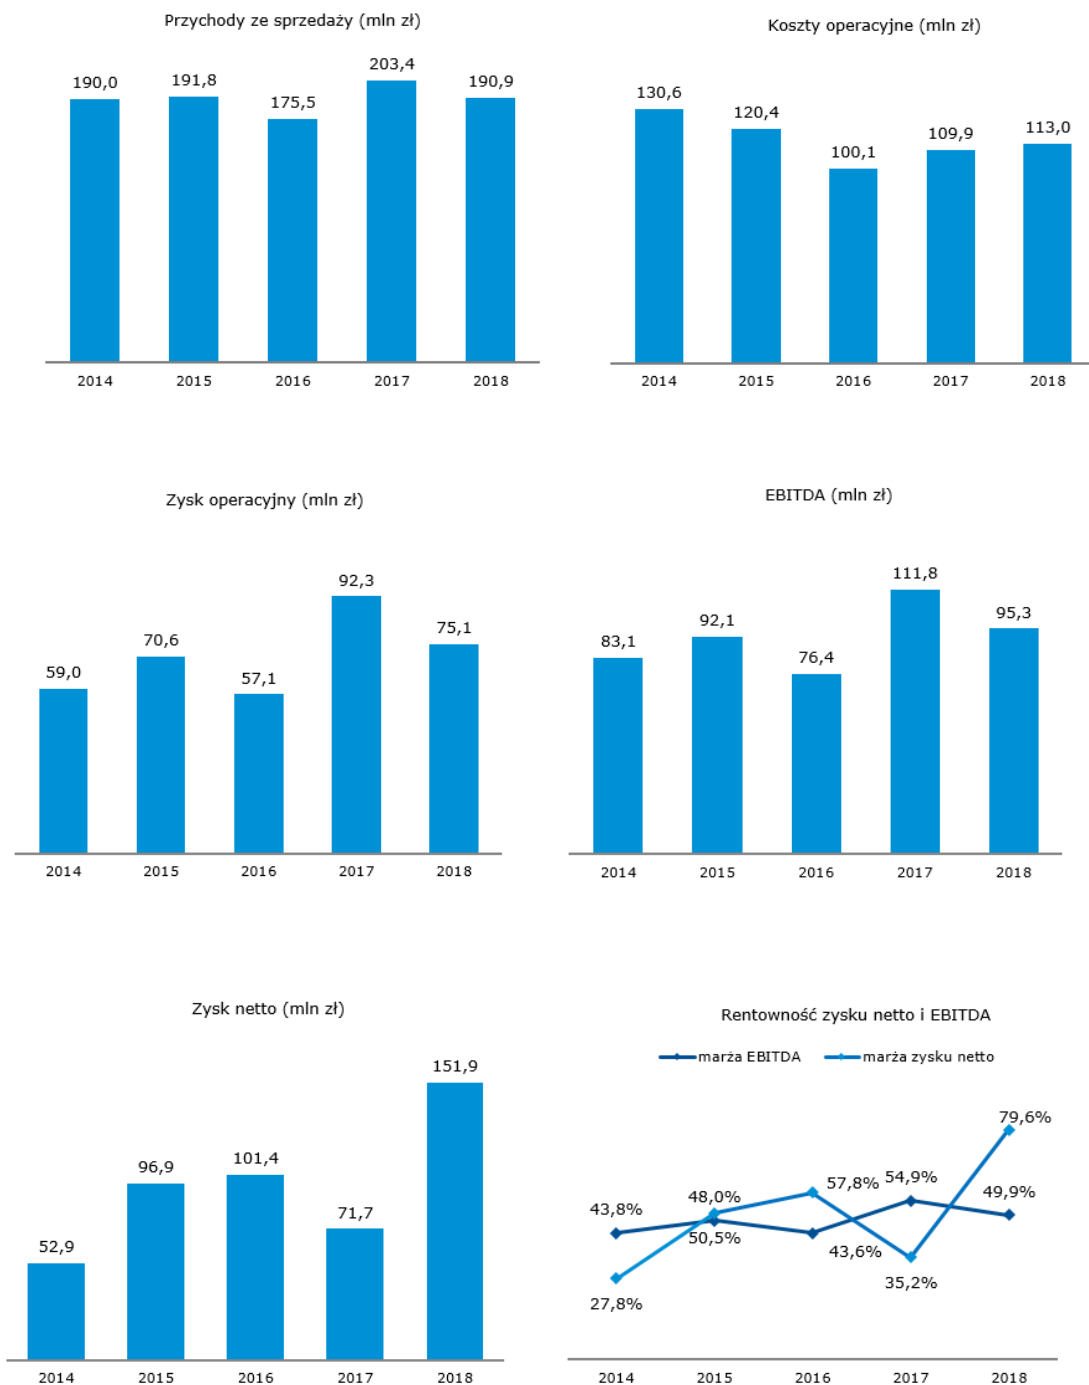 Przychody ze sprzedaży (mln zł)
190,0 191,8 175,5 203,4 190,9
2014 2015 2016 2017 2018
Koszty operacyjne (mln zł)
130,6 120,4 100,1 109,9 113,0
2014 2015 2016 2017 2018
Zysk operacyjny (mln zł)
59,0 70,6 57,1 92,3 75,1
2014 2015 2016 2017 2018
EBITDA (mln zł)
83,1 92,1 76,4 111,8 95,3
2014 2015 2016 2017 2018
Zysk netto (mln zł)
52,9 96,9 101,4 71,7 151,9
2014 2015 2016 2017 2018
Rentowność zysku netto i EBITDA
marża EBITDA marża zysku netto
43,8% 48,0% 57,8% 54,9% 79,6%
27,8% 50,5% 43,6% 35,2% 49,9%
2014 2015 2016 2017 2018